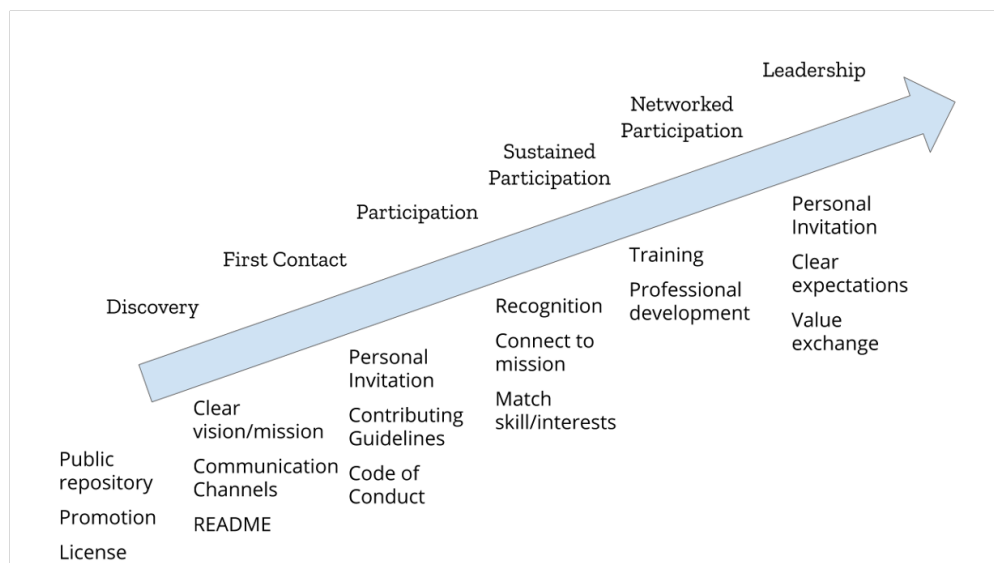 Leadership
Networked
Participation
Sustained
Participation
Participation
First Contact
Discovery
Public
repository
Promotion
License
Clear
vision/mission
Communication
Channels
README
Personal
Invitation
Contributing
Guidelines
Code of
Conduct
Recognition
Connect to
mission
Match
skill/interests
Training
Professional
development
Personal
Invitation
Clear
expectations
Value
exchange